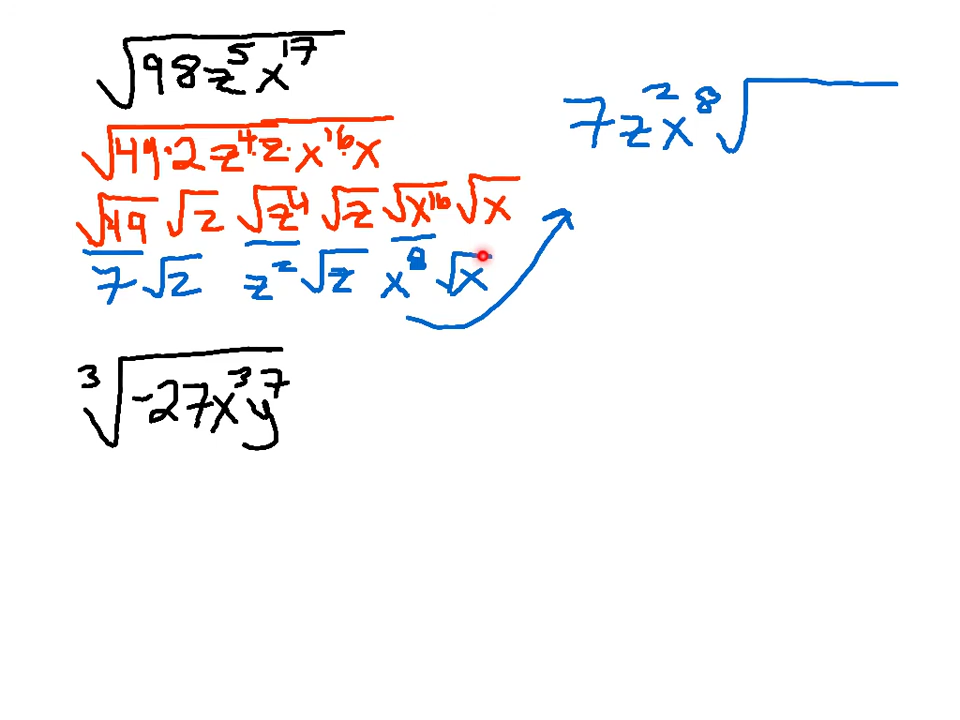 √(98z⁵x¹⁷)
√(49·2z⁴·z·x¹⁶·x)
√49 √2 √z⁴ √z √x¹⁶ √x
7√2 z²√z x⁸√x
7z²x⁸√
∛(-27x³y⁷)